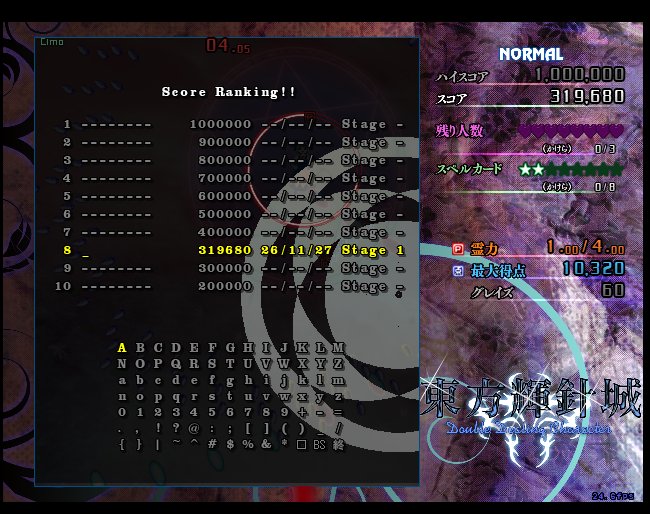 Cimo
04.05
Score Ranking!!
1 --------- 1000000 --/--/-- Stage -
2 --------- 900000 --/--/-- Stage -
3 --------- 800000 --/--/-- Stage -
4 --------- 700000 --/--/-- Stage -
5 --------- 600000 --/--/-- Stage -
6 --------- 500000 --/--/-- Stage -
7 --------- 400000 --/--/-- Stage -
8 _ 319680 26/11/27 Stage 1
9 --------- 300000 --/--/-- Stage -
10 --------- 200000 --/--/-- Stage -
A B C D E F G H I J K L M
N O P Q R S T U V W X Y Z
a b c d e f g h i j k l m
n o p q r s t u v w x y z
0 1 2 3 4 5 6 7 8 9 + - =
. , ! ? @ : ; [ ] ( ) _ /
{ } | ~ ^ # $ % & * □ BS 終
NORMAL
ハイスコア 1,000,000
スコア 319,680
残り人数
(かけら) 0/3
スペルカード ★★
(かけら) 0/8
P 霊力 1.00/4.00
最大得点 10,320
グレイズ 60
東方輝針城
Double Dealing Character
24.6fps